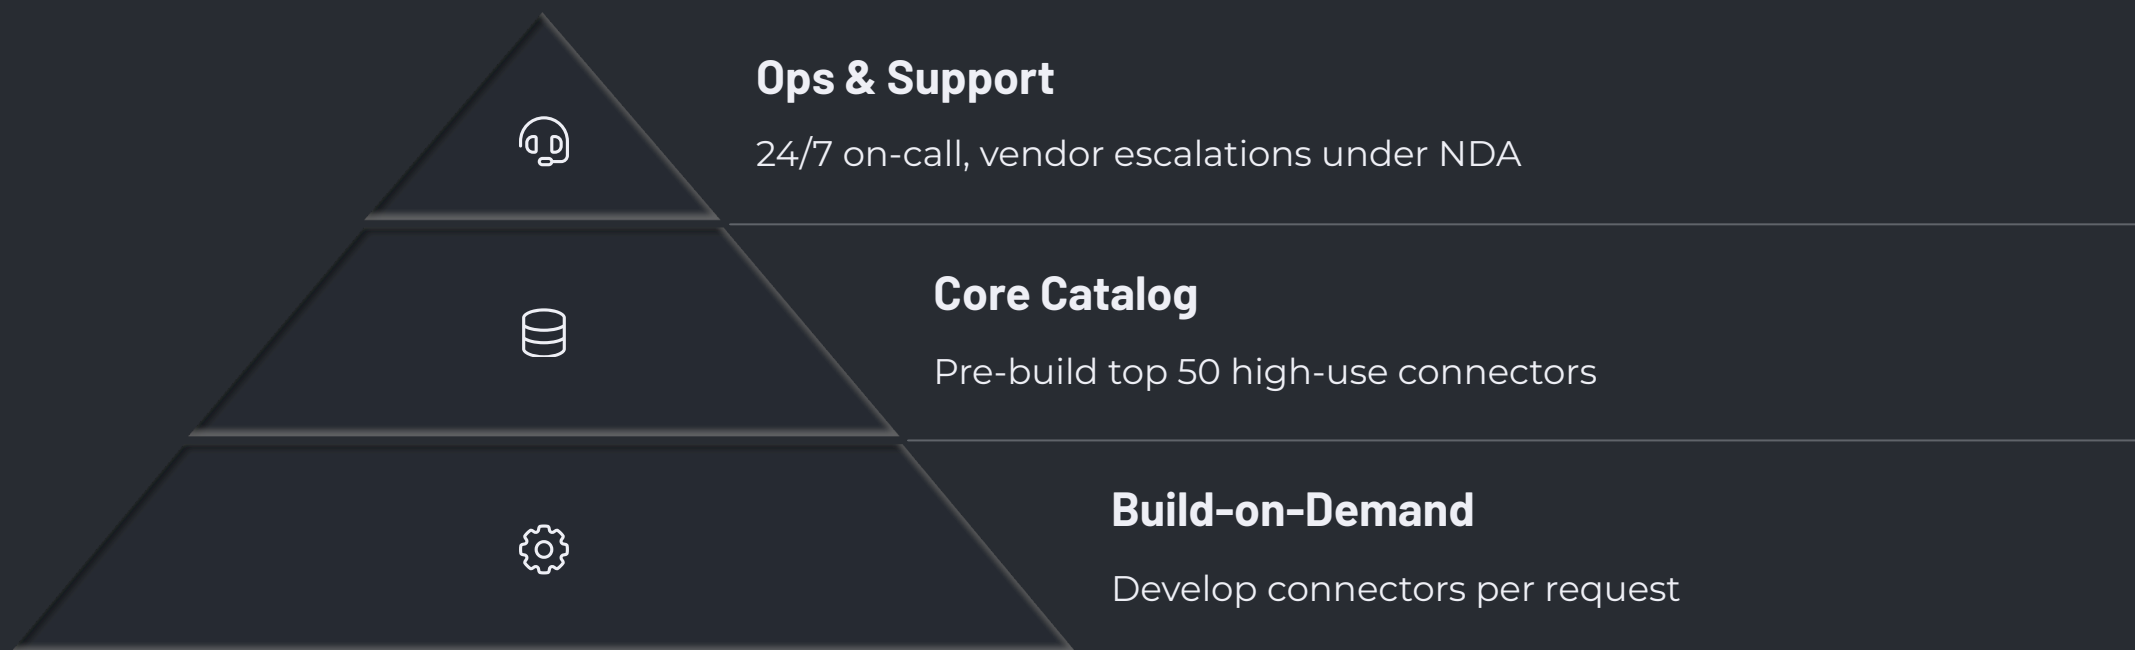 Ops & Support
24/7 on-call, vendor escalations under NDA
Core Catalog
Pre-build top 50 high-use connectors
Build-on-Demand
Develop connectors per request